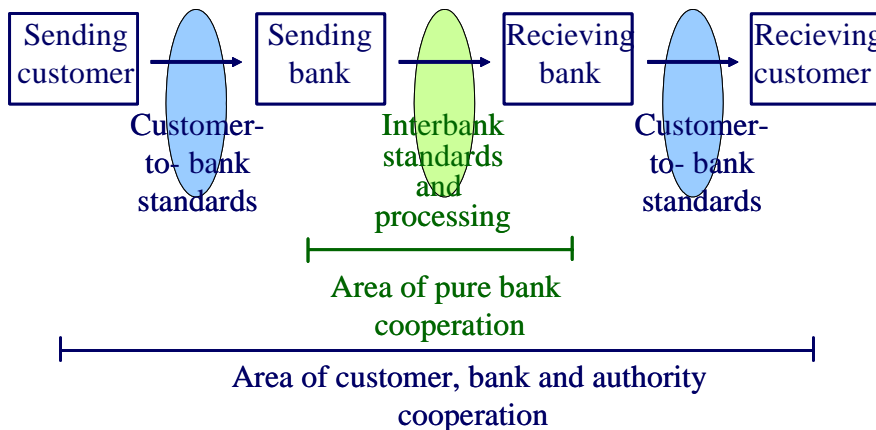 Sending
customer
Sending
bank
Recieving
bank
Recieving
customer
Customer-
to- bank
standards
Interbank
standards
and
processing
Customer-
to- bank
standards
Area of pure bank
cooperation
Area of customer, bank and authority
cooperation